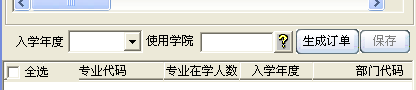 入学年度 使用学院 ? 生成订单 保存
全选 专业代码 专业在学人数 入学年度 部门代码